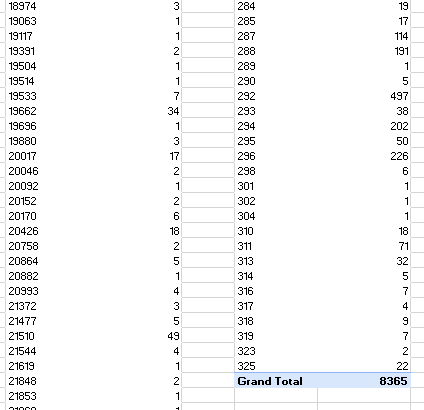 18974 3 284 19
19063 1 285 17
19117 1 287 114
19391 2 288 191
19504 1 289 1
19514 1 290 5
19533 7 292 497
19662 34 293 38
19696 1 294 202
19880 3 295 50
20017 17 296 226
20046 2 298 6
20092 1 301 1
20152 2 302 1
20170 6 304 1
20426 18 310 18
20758 2 311 71
20864 5 313 32
20882 1 314 5
20993 4 316 7
21372 3 317 4
21477 5 318 9
21510 49 319 7
21544 4 323 2
21619 1 325 22
21848 2 Grand Total 8365
21853 1